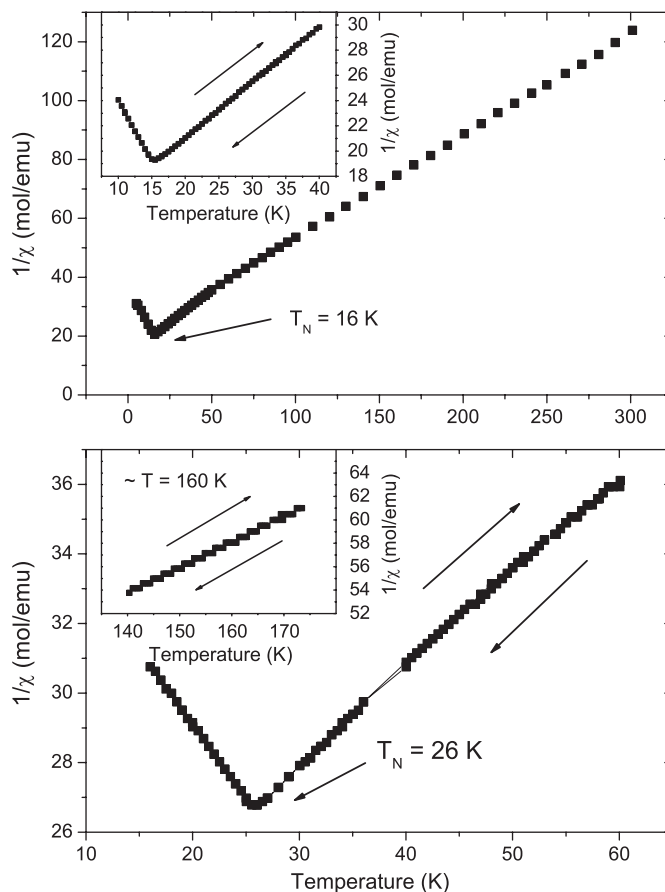 120
100
80
60
40
20
0
1/χ (mol/emu)
30
28
26
24
22
20
18
1/χ (mol/emu)
10 15 20 25 30 35 40
Temperature (K)
T_N = 16 K
0 50 100 150 200 250 300
36
34
32
30
28
26
1/χ (mol/emu)
~ T = 160 K
64
62
60
58
56
54
52
1/χ (mol/emu)
140 150 160 170
Temperature (K)
T_N = 26 K
10 20 30 40 50 60
Temperature (K)